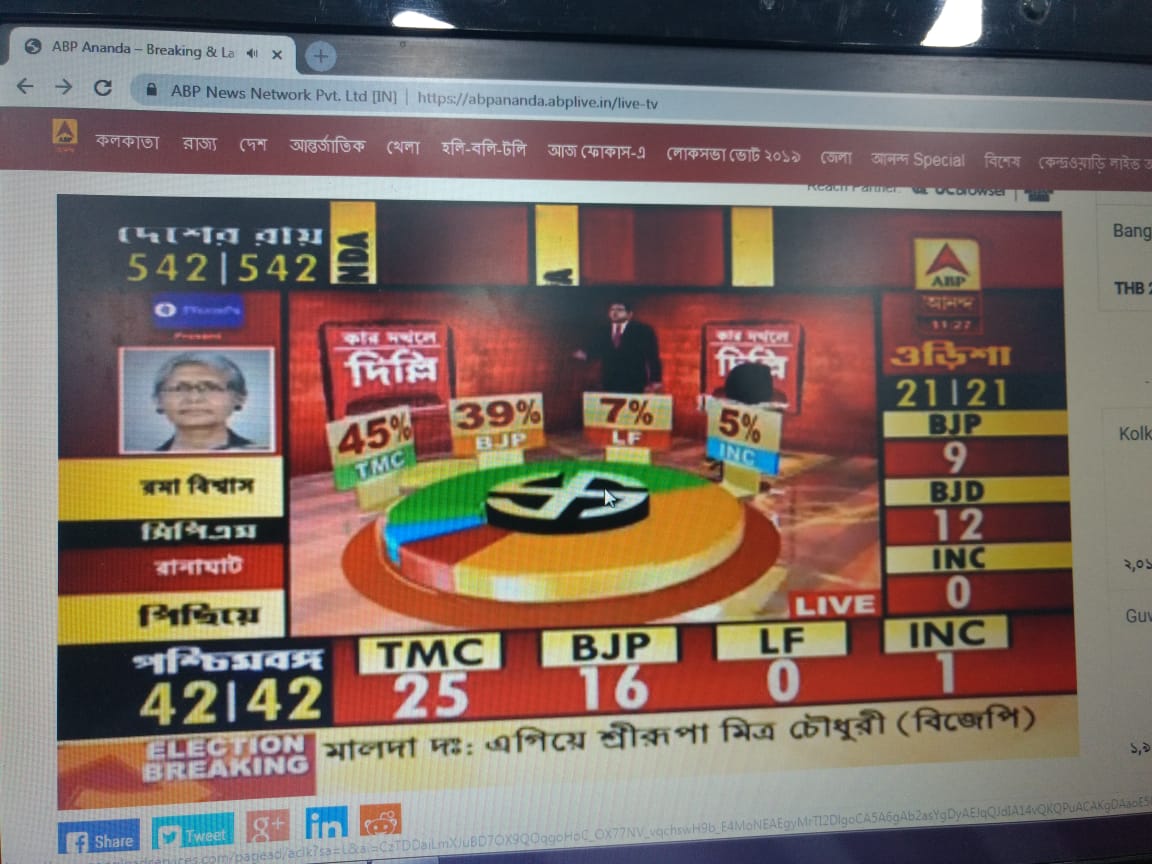 ABP Ananda – Breaking & La
ABP News Network Pvt. Ltd [IN] | https://abpananda.abplive.in/live-tv
কলকাতা রাজ্য দেশ আন্তর্জাতিক খেলা হলি-বলি-টলি আজ ফোকাস-এ লোকসভা ভোট ২০১৯ জেলা আনন্দ Special বিশেষ কেন্দ্রওয়াড়ি লাইভ
Reach Partner: UCBrowser |
দেশের রায়
542|542
NDA
ABP
আনন্দ
11:27
কার দখলে
দিল্লি
কার দখলে
দিল্লি
45%
TMC
39%
BJP
7%
LF
5%
INC
রমা বিশ্বাস
সিপিএম
রানাঘাট
পিছিয়ে
ওড়িশা
21|21
BJP
9
BJD
12
INC
0
LIVE
পশ্চিমবঙ্গ
42|42
TMC
25
BJP
16
LF
0
INC
1
ELECTION
BREAKING
মালদা দঃ: এগিয়ে শ্রীরূপা মিত্র চৌধুরী (বিজেপি)
Bang
THB
Kolk
২,০১
Guw
১,৯
Share
Tweet
g+
in